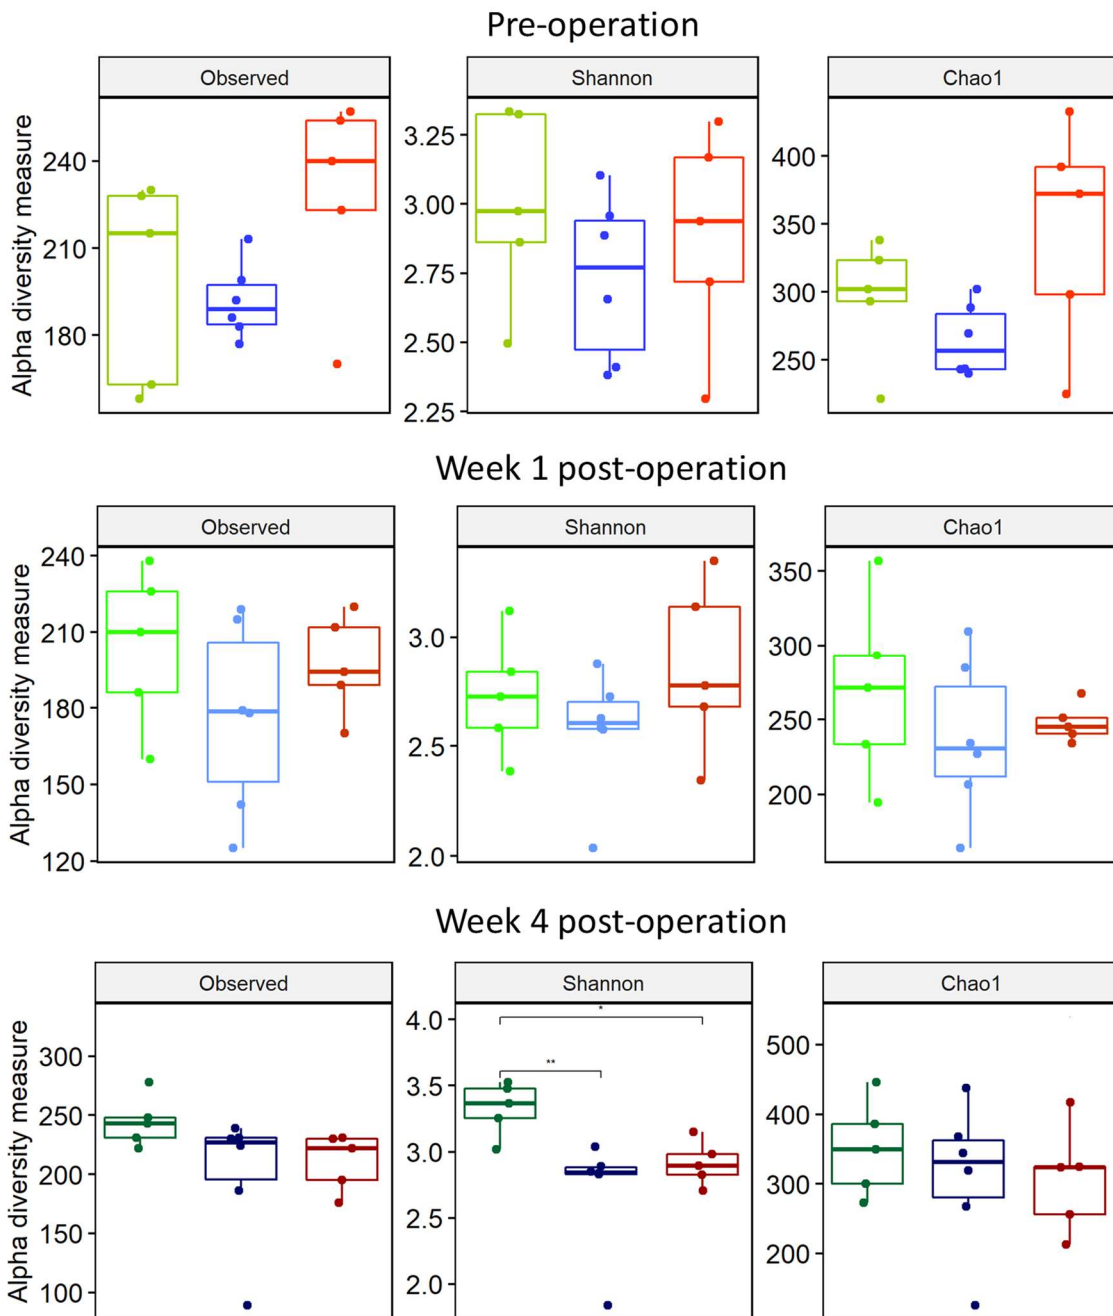 Pre-operation
Observed
Shannon
Chao1
Alpha diversity measure
240
210
180
3.25
3.00
2.75
2.50
2.25
400
350
300
250
Week 1 post-operation
Observed
Shannon
Chao1
Alpha diversity measure
240
210
180
150
120
3.0
2.5
2.0
350
300
250
200
Week 4 post-operation
Observed
Shannon
Chao1
Alpha diversity measure
300
250
200
150
100
4.0
3.5
3.0
2.5
2.0
*
**
500
400
300
200